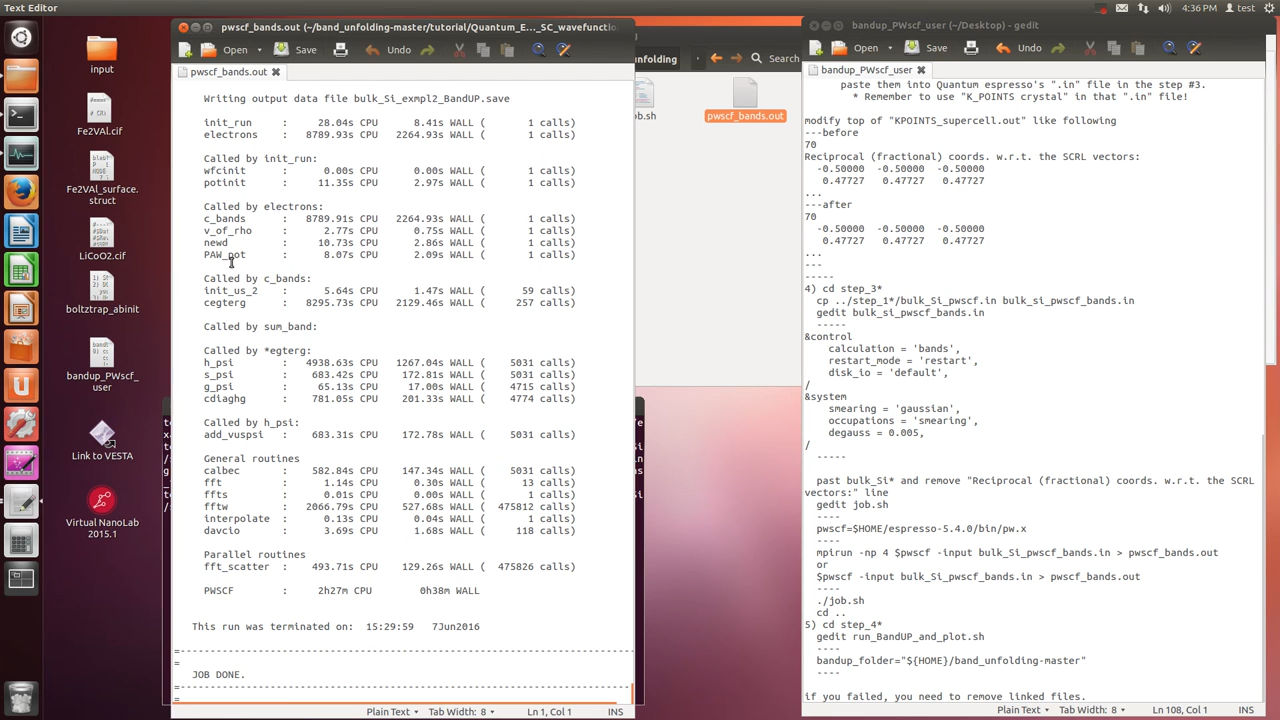 Text Editor
4:36 PM
test
input
Fe2VAl.cif
Fe2VAl_surface.
struct
LiCoO2.cif
boltztrap_abinit
bandup_PWscf_
user
Link to VESTA
Virtual NanoLab
2015.1
pwscf_bands.out (~/band_unfolding-master/tutorial/Quantum_E..._SC_wavefunctio
Open
Save
Undo
pwscf_bands.out
Writing output data file bulk_Si_exmpl2_BandUP.save
init_run : 28.04s CPU 8.41s WALL ( 1 calls)
electrons : 8789.93s CPU 2264.93s WALL ( 1 calls)
Called by init_run:
wfcinit : 0.00s CPU 0.00s WALL ( 1 calls)
potinit : 11.35s CPU 2.97s WALL ( 1 calls)
Called by electrons:
c_bands : 8789.91s CPU 2264.93s WALL ( 1 calls)
v_of_rho : 2.77s CPU 0.75s WALL ( 1 calls)
newd : 10.73s CPU 2.86s WALL ( 1 calls)
PAW_pot : 8.07s CPU 2.09s WALL ( 1 calls)
Called by c_bands:
init_us_2 : 5.64s CPU 1.47s WALL ( 59 calls)
cegterg : 8295.73s CPU 2129.46s WALL ( 257 calls)
Called by sum_band:
Called by *egterg:
h_psi : 4938.63s CPU 1267.04s WALL ( 5031 calls)
s_psi : 683.42s CPU 172.81s WALL ( 5031 calls)
g_psi : 65.13s CPU 17.00s WALL ( 4715 calls)
cdiaghg : 781.05s CPU 201.33s WALL ( 4774 calls)
Called by h_psi:
add_vuspsi : 683.31s CPU 172.78s WALL ( 5031 calls)
General routines
calbec : 582.84s CPU 147.34s WALL ( 5031 calls)
fft : 1.14s CPU 0.30s WALL ( 13 calls)
ffts : 0.01s CPU 0.00s WALL ( 1 calls)
fftw : 2066.79s CPU 527.68s WALL ( 475812 calls)
interpolate : 0.13s CPU 0.04s WALL ( 1 calls)
davcio : 3.69s CPU 1.68s WALL ( 118 calls)
Parallel routines
fft_scatter : 493.71s CPU 129.26s WALL ( 475826 calls)
PWSCF : 2h27m CPU 0h38m WALL
This run was terminated on: 15:29:59 7Jun2016
=------------------------------------------------------------------------------
=
JOB DONE.
=------------------------------------------------------------------------------
=
Plain Text
Tab Width: 8
Ln 1, Col 1
INS
nfolding
Search
ob.sh
pwscf_bands.out
bandup_PWscf_user (~/Desktop) - gedit
Open
Save
Undo
bandup_PWscf_user
paste them into Quantum espresso's ".in" file in the step #3.
* Remember to use "K_POINTS crystal" in that ".in" file!
modify top of "KPOINTS_supercell.out" like following
---before
70
Reciprocal (fractional) coords. w.r.t. the SCRL vectors:
-0.50000 -0.50000 -0.50000
0.47727 0.47727 0.47727
...
---after
70
-0.50000 -0.50000 -0.50000
0.47727 0.47727 0.47727
...
---
-----
4) cd step_3*
cp ../step_1*/bulk_Si_pwscf.in bulk_si_pwscf_bands.in
gedit bulk_si_pwscf_bands.in
-----
&control
calculation = 'bands',
restart_mode = 'restart',
disk_io = 'default',
/
&system
smearing = 'gaussian',
occupations = 'smearing',
degauss = 0.005,
/
-----
past bulk_Si* and remove "Reciprocal (fractional) coords. w.r.t. the SCRL
vectors:" line
gedit job.sh
----
pwscf=$HOME/espresso-5.4.0/bin/pw.x
----
mpirun -np 4 $pwscf -input bulk_Si_pwscf_bands.in > pwscf_bands.out
or
$pwscf -input bulk_Si_pwscf_bands.in > pwscf_bands.out
----
./job.sh
cd ..
5) cd step_4*
gedit run_BandUP_and_plot.sh
----
bandup_folder="${HOME}/band_unfolding-master"
----
if you failed, you need to remove linked files.
Plain Text
Tab Width: 8
Ln 108, Col 1
INS